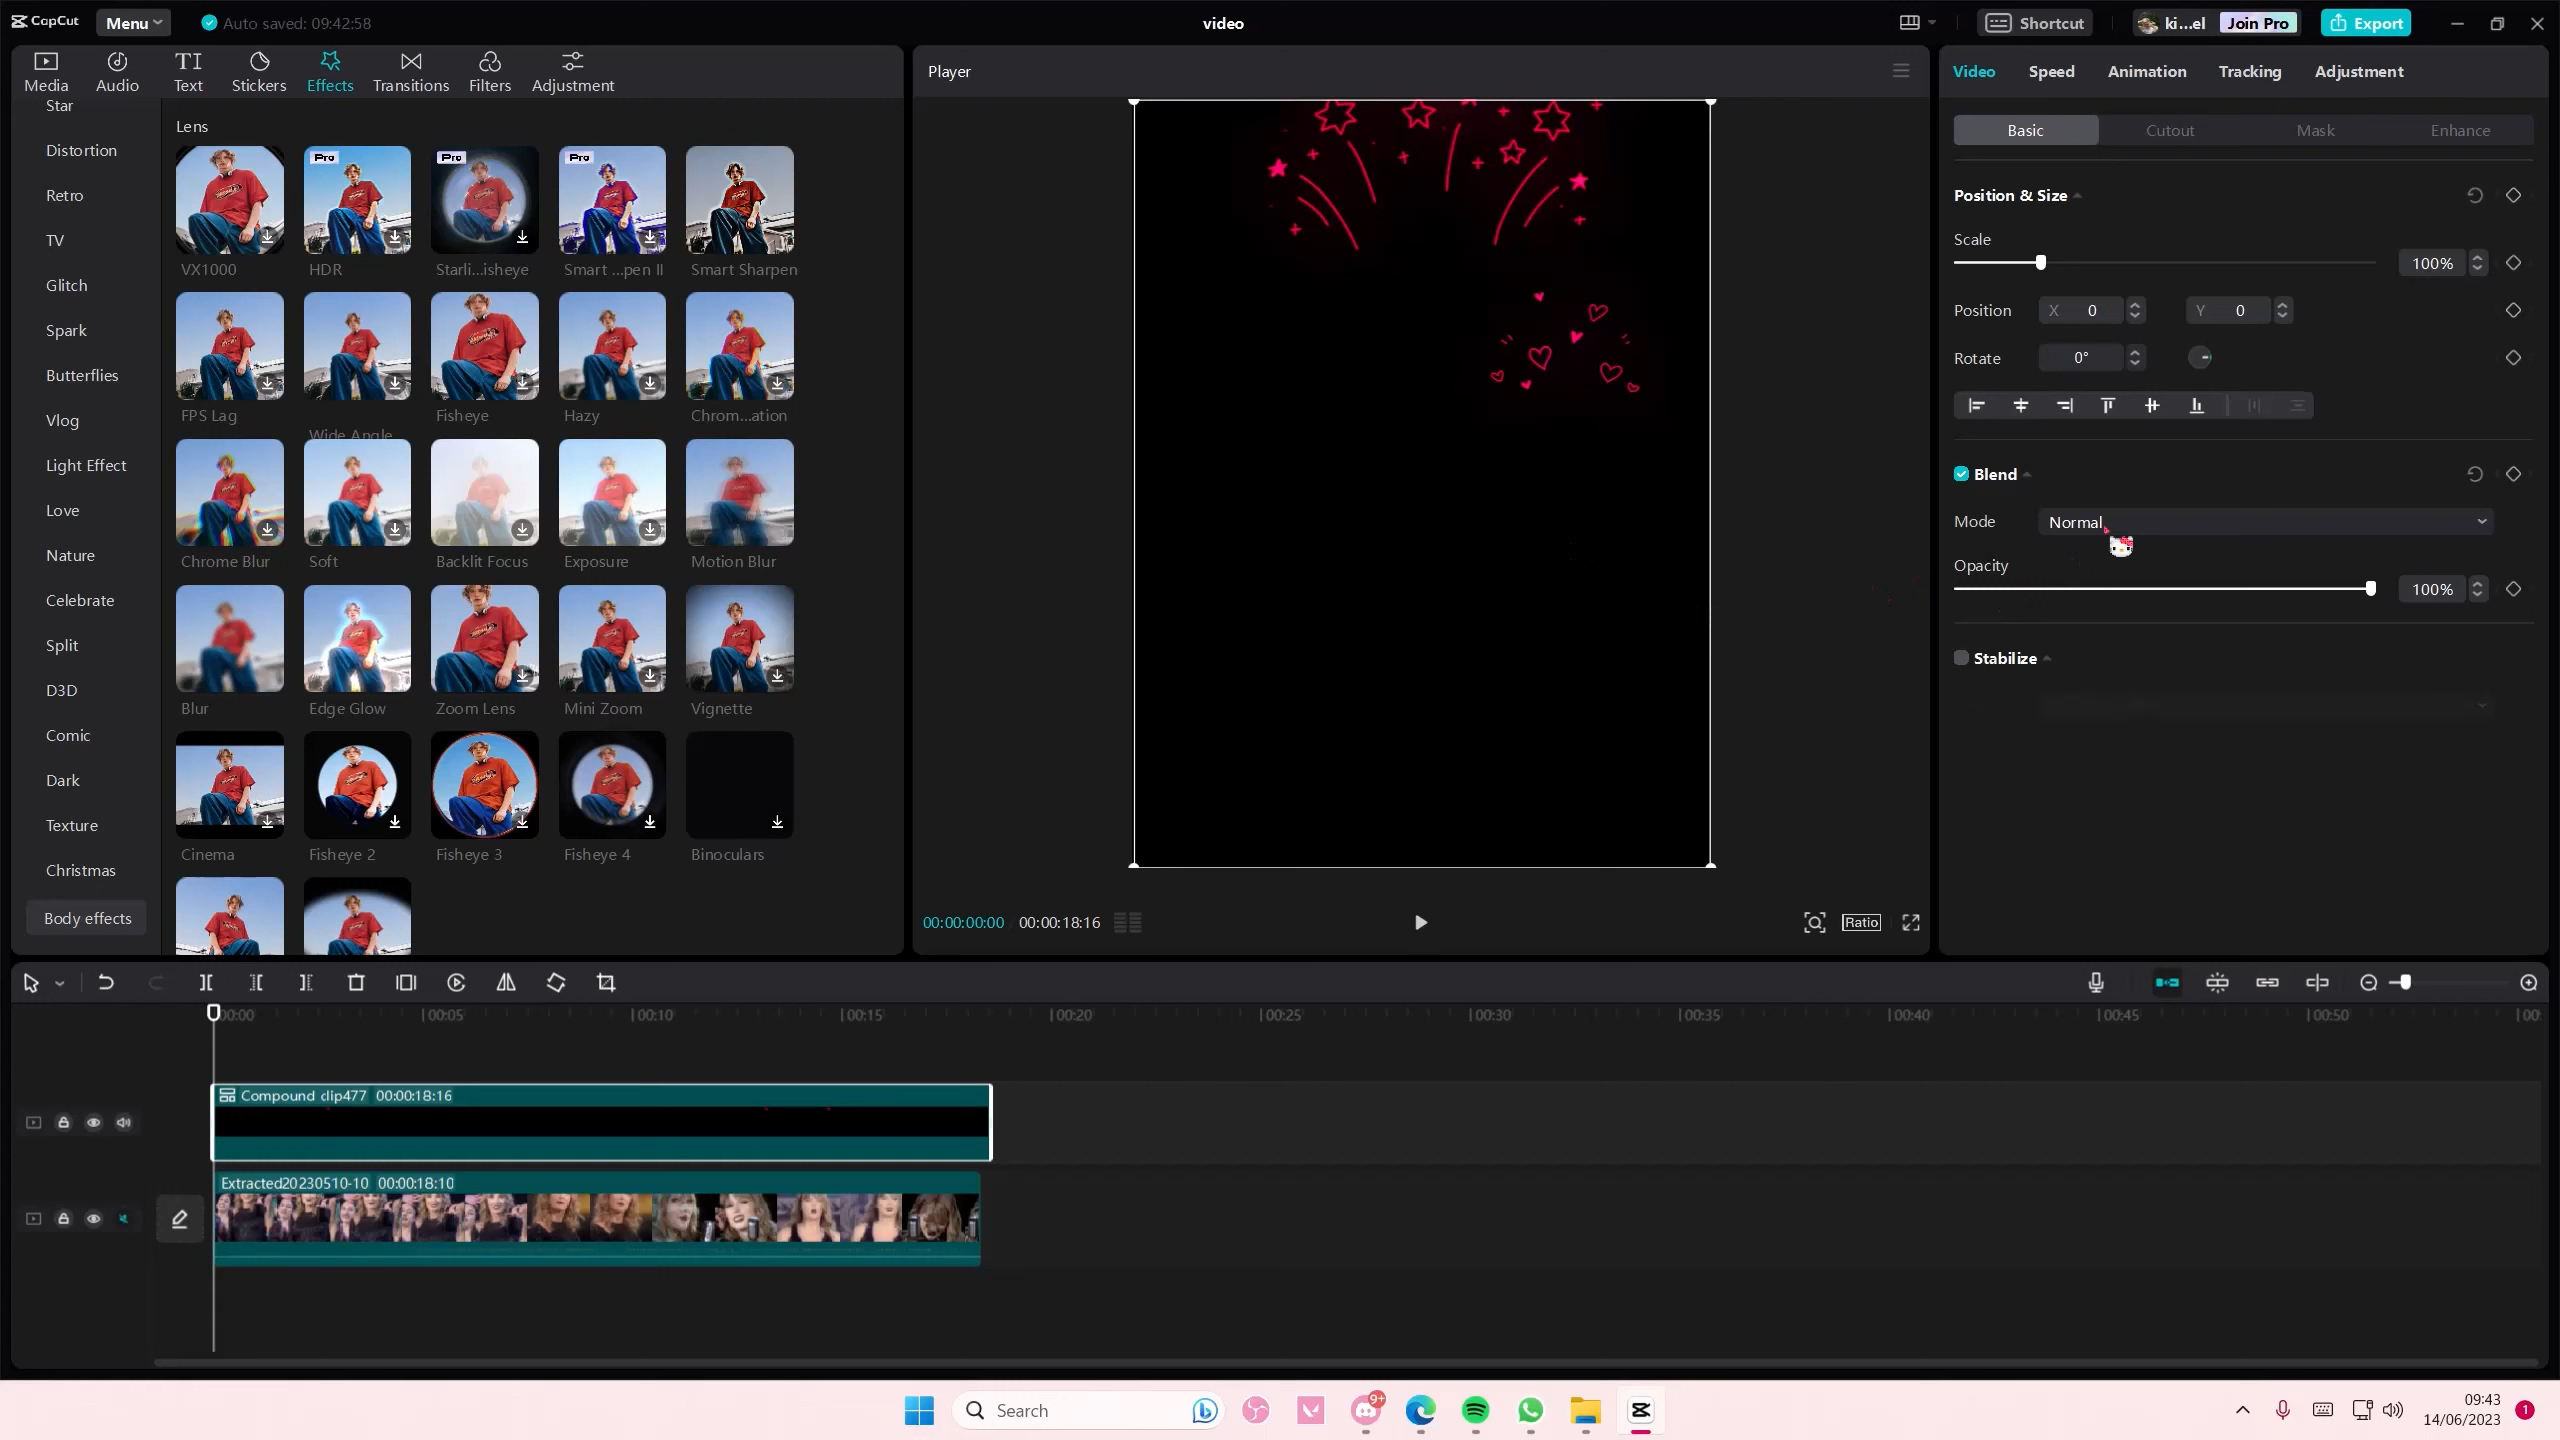 CapCut
Menu
Auto saved: 09:42:58
video
Shortcut
ki...el
Join Pro
Export
Media
Audio
Text
Stickers
Effects
Transitions
Filters
Adjustment
Star
Distortion
Retro
TV
Glitch
Spark
Butterflies
Vlog
Light Effect
Love
Nature
Celebrate
Split
D3D
Comic
Dark
Texture
Christmas
Body effects
Lens
Pro
Pro
Pro
VX1000
HDR
Starli...isheye
Smart ...pen II
Smart Sharpen
FPS Lag
Wide Angle
Fisheye
Hazy
Chrom...ation
Chrome Blur
Soft
Backlit Focus
Exposure
Motion Blur
Blur
Edge Glow
Zoom Lens
Mini Zoom
Vignette
Cinema
Fisheye 2
Fisheye 3
Fisheye 4
Binoculars
Player
00:00:00:00
00:00:18:16
Ratio
Video
Speed
Animation
Tracking
Adjustment
Basic
Cutout
Mask
Enhance
Position & Size
Scale
100%
Position
X 0
Y 0
Rotate
0°
Blend
Mode
Normal
Opacity
100%
Stabilize
00:00
00:05
00:10
00:15
00:20
00:25
00:30
00:35
00:40
00:45
00:50
00:
Compound clip477 00:00:18:16
Extracted20230510-10 00:00:18:10
Search
9+
09:43
14/06/2023
1